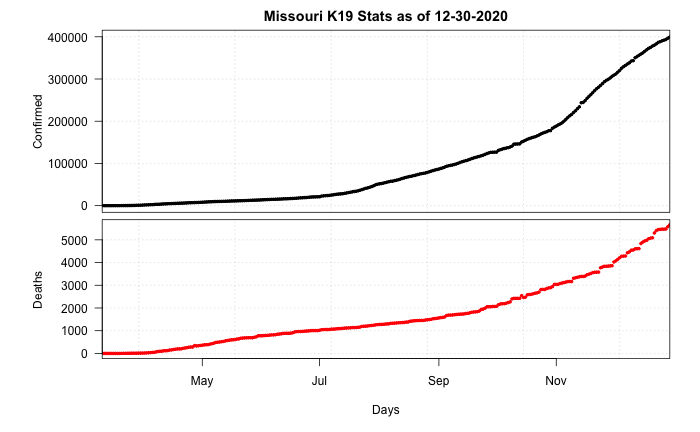 Missouri K19 Stats as of 12-30-2020
Confirmed
400000
300000
200000
100000
0
Deaths
5000
4000
3000
2000
1000
0
May Jul Sep Nov
Days